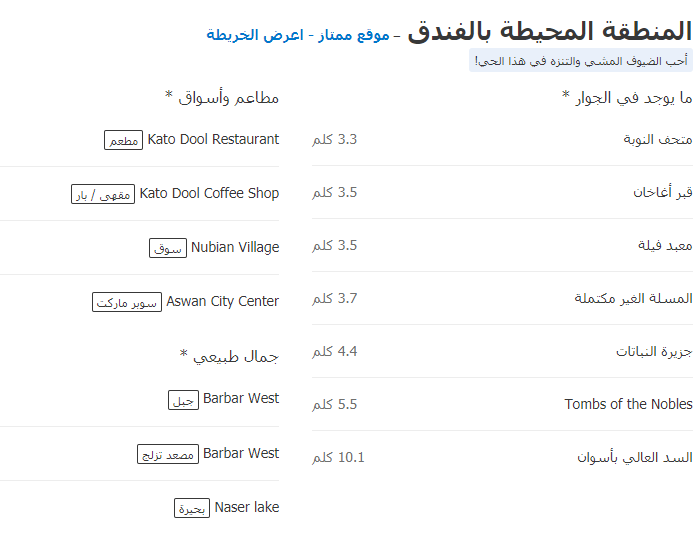 المنطقة المحيطة بالفندق – موقع ممتاز - اعرض الخريطة
أحب الضيوف المشي والتنزه في هذا الحي!
ما يوجد في الجوار *
متحف النوبة 3.3 كلم
قبر أغاخان 3.5 كلم
معبد فيلة 3.5 كلم
المسلة الغير مكتملة 3.7 كلم
جزيرة النباتات 4.4 كلم
Tombs of the Nobles 5.5 كلم
السد العالي بأسوان 10.1 كلم
مطاعم وأسواق *
Kato Dool Restaurant مطعم
Kato Dool Coffee Shop مقهى / بار
Nubian Village سوق
Aswan City Center سوبر ماركت
جمال طبيعي *
Barbar West جبل
Barbar West مصعد تزلج
Naser lake بحيرة